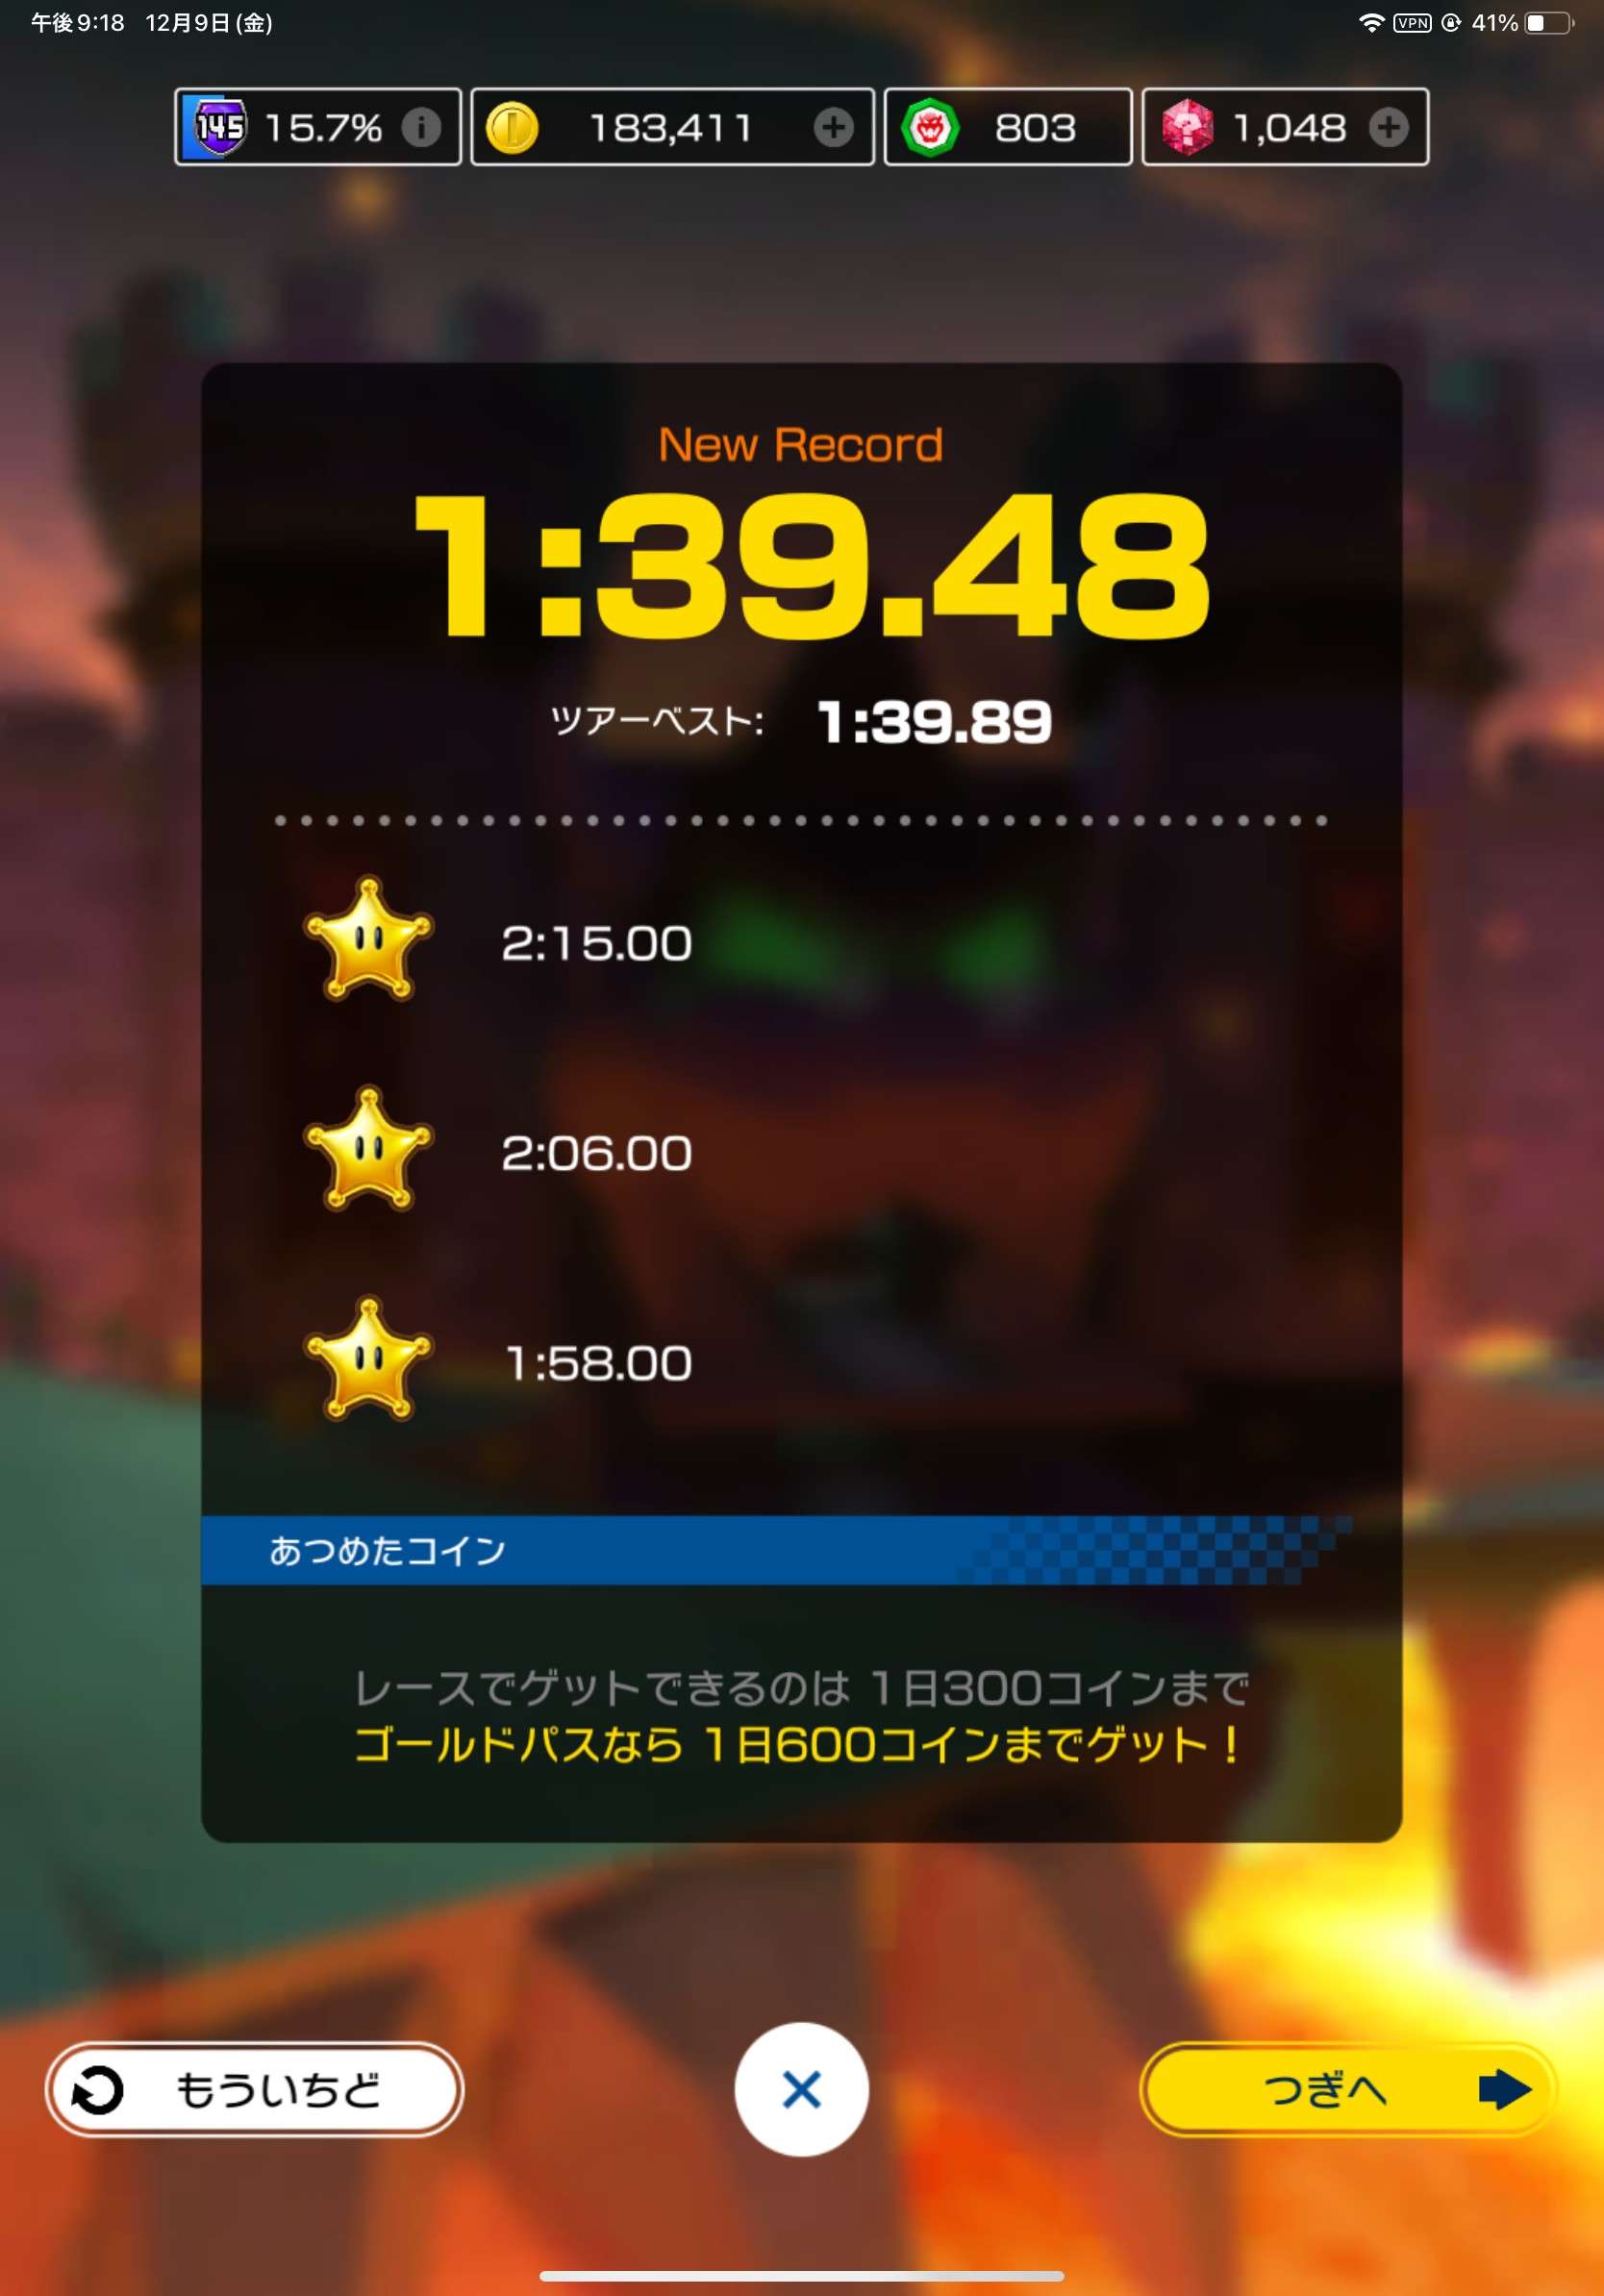 午後9:18 12月9日(金) VPN 41%
145 15.7% 183,411 803 1,048
New Record
1:39.48
ツアーベスト: 1:39.89
2:15.00
2:06.00
1:58.00
あつめたコイン
レースでゲットできるのは 1日300コインまで
ゴールドパスなら 1日600コインまでゲット！
もういちど
つぎへ